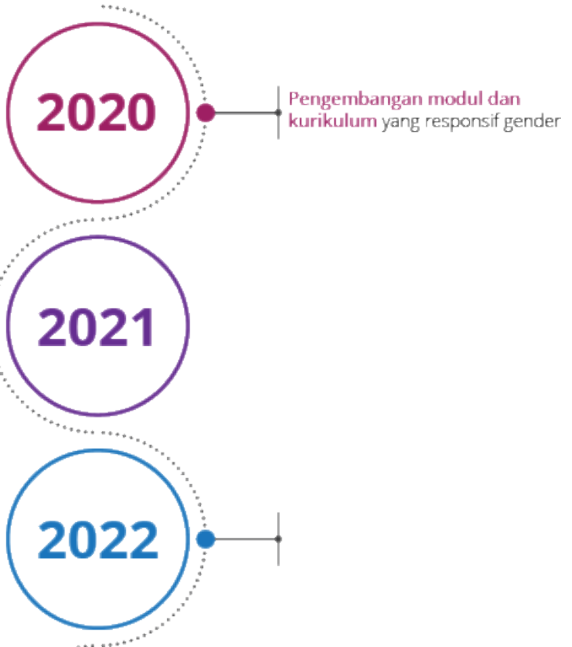 2020
Pengembangan modul dan
kurikulum yang responsif gender
2021
2022